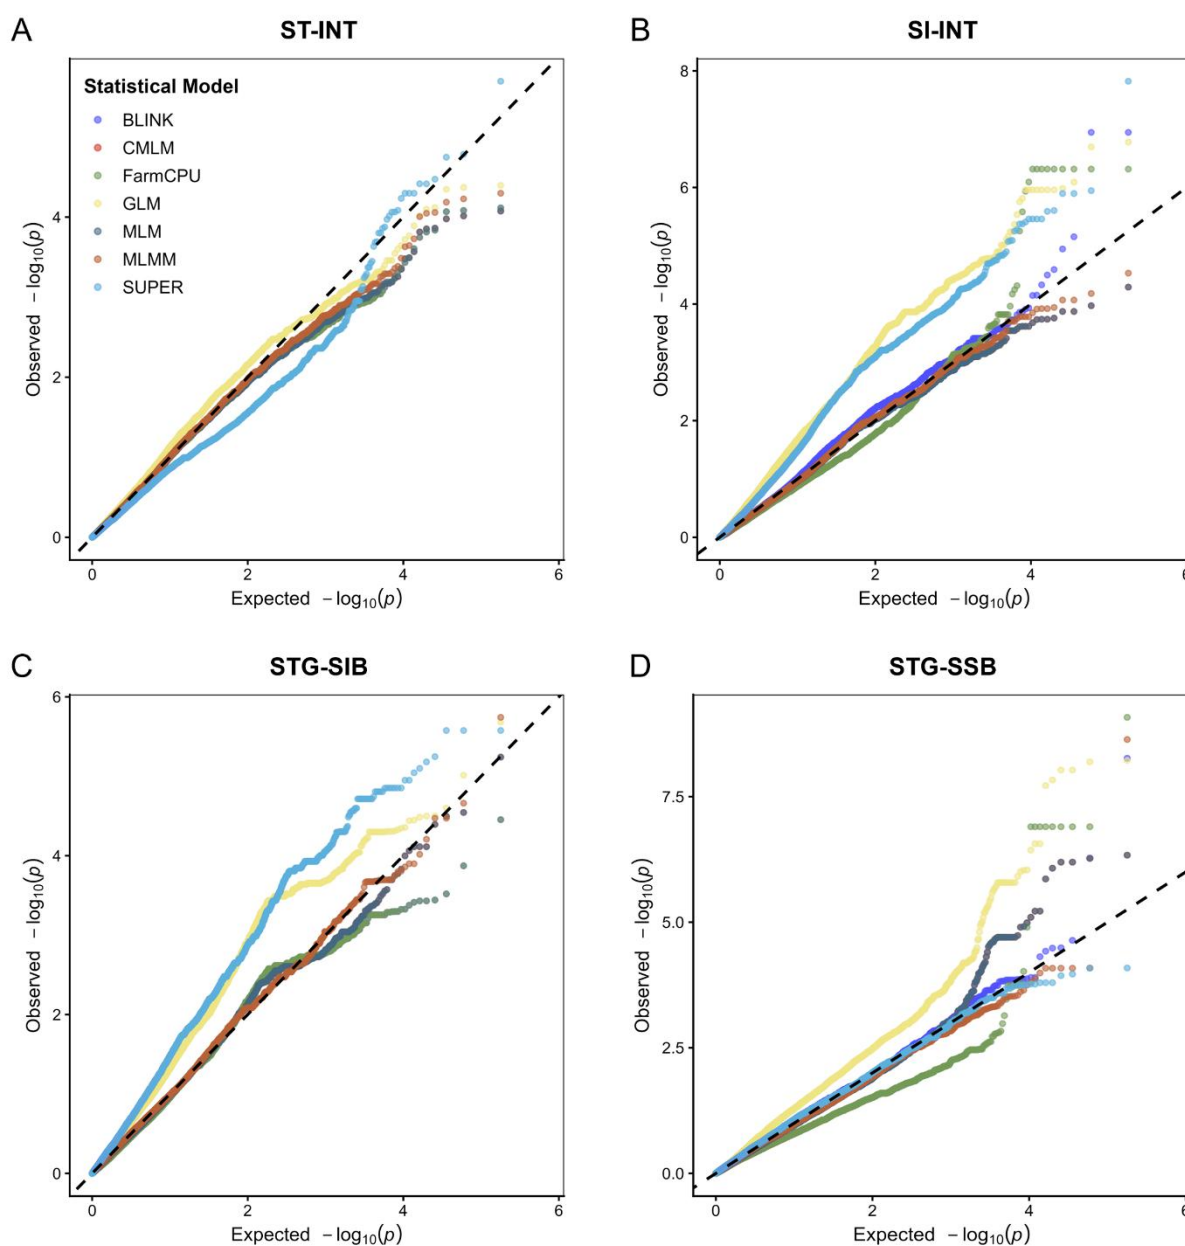 A
ST-INT
Statistical Model
BLINK
CMLM
FarmCPU
GLM
MLM
MLMM
SUPER
4
2
0
Observed −log₁₀(p)
0 2 4 6
Expected −log₁₀(p)
B
SI-INT
8
6
4
2
0
Observed −log₁₀(p)
0 2 4 6
Expected −log₁₀(p)
C
STG-SIB
6
4
2
0
Observed −log₁₀(p)
0 2 4 6
Expected −log₁₀(p)
D
STG-SSB
7.5
5.0
2.5
0.0
Observed −log₁₀(p)
0 2 4 6
Expected −log₁₀(p)